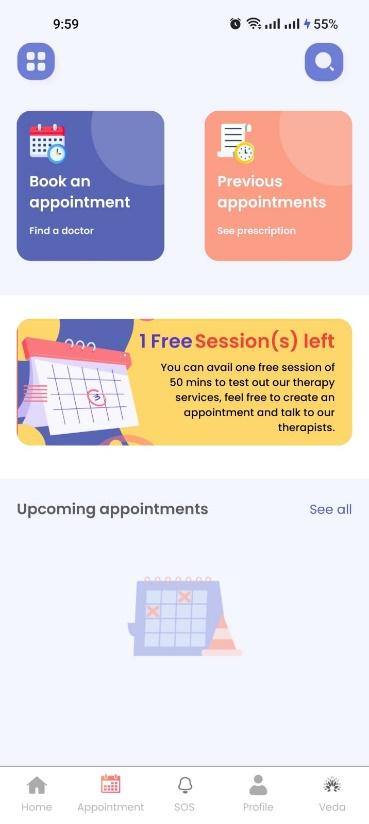 9:59
55%
Book an
appointment
Find a doctor
Previous
appointments
See prescription
1 Free Session(s) left
You can avail one free session of
50 mins to test out our therapy
services, feel free to create an
appointment and talk to our
therapists.
3
Upcoming appointments
See all
Home
Appointment
SOS
Profile
Veda